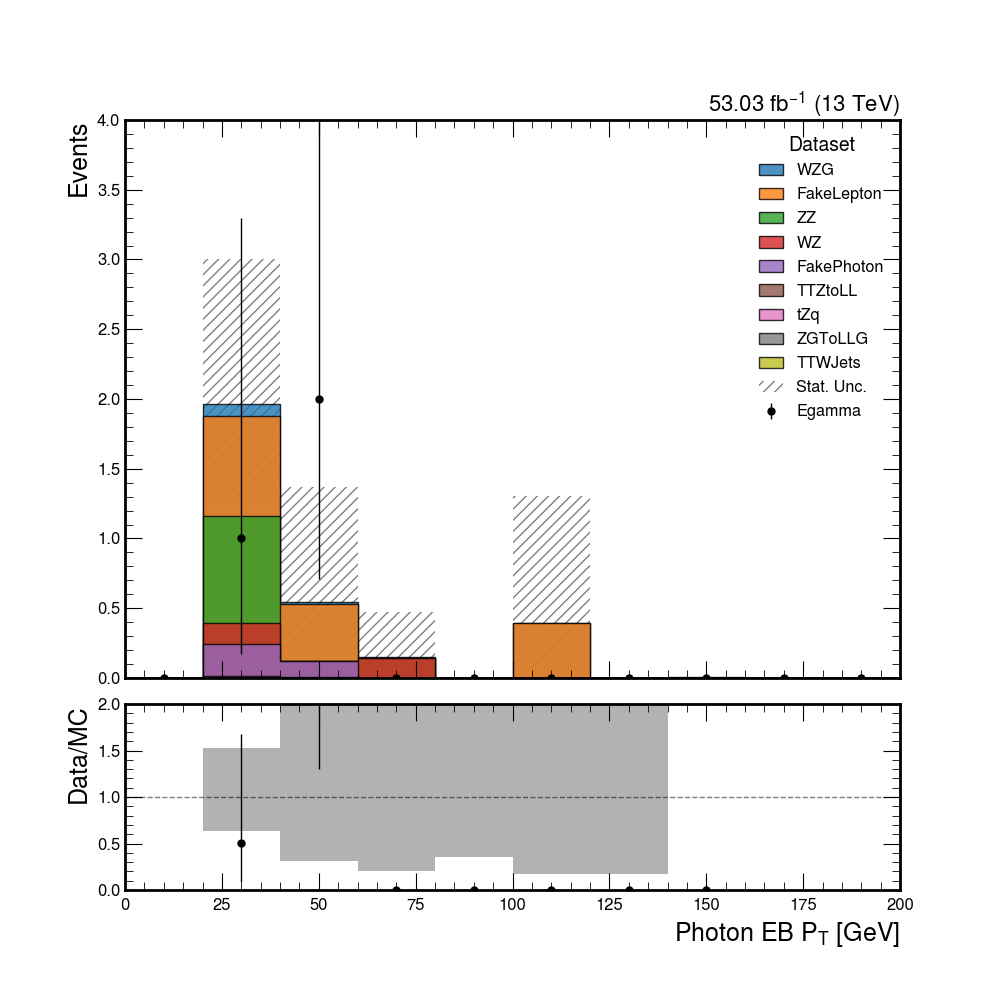 53.03 fb⁻¹ (13 TeV)
Events
4.0
3.5
3.0
2.5
2.0
1.5
1.0
0.5
0.0
Dataset
WZG
FakeLepton
ZZ
WZ
FakePhoton
TTZtoLL
tZq
ZGToLLG
TTWJets
Stat. Unc.
Egamma
Data/MC
2.0
1.5
1.0
0.5
0.0
0 25 50 75 100 125 150 175 200
Photon EB P_T [GeV]